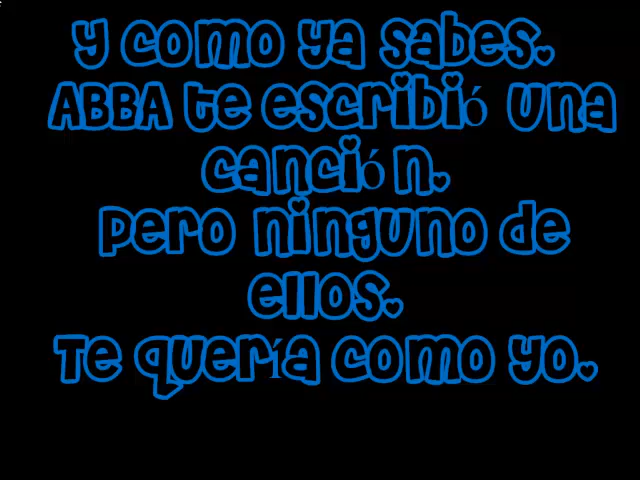 y como ya sabes.
ABBA te escribió una
canción.
pero ninguno de
ellos.
Te quería como yo.